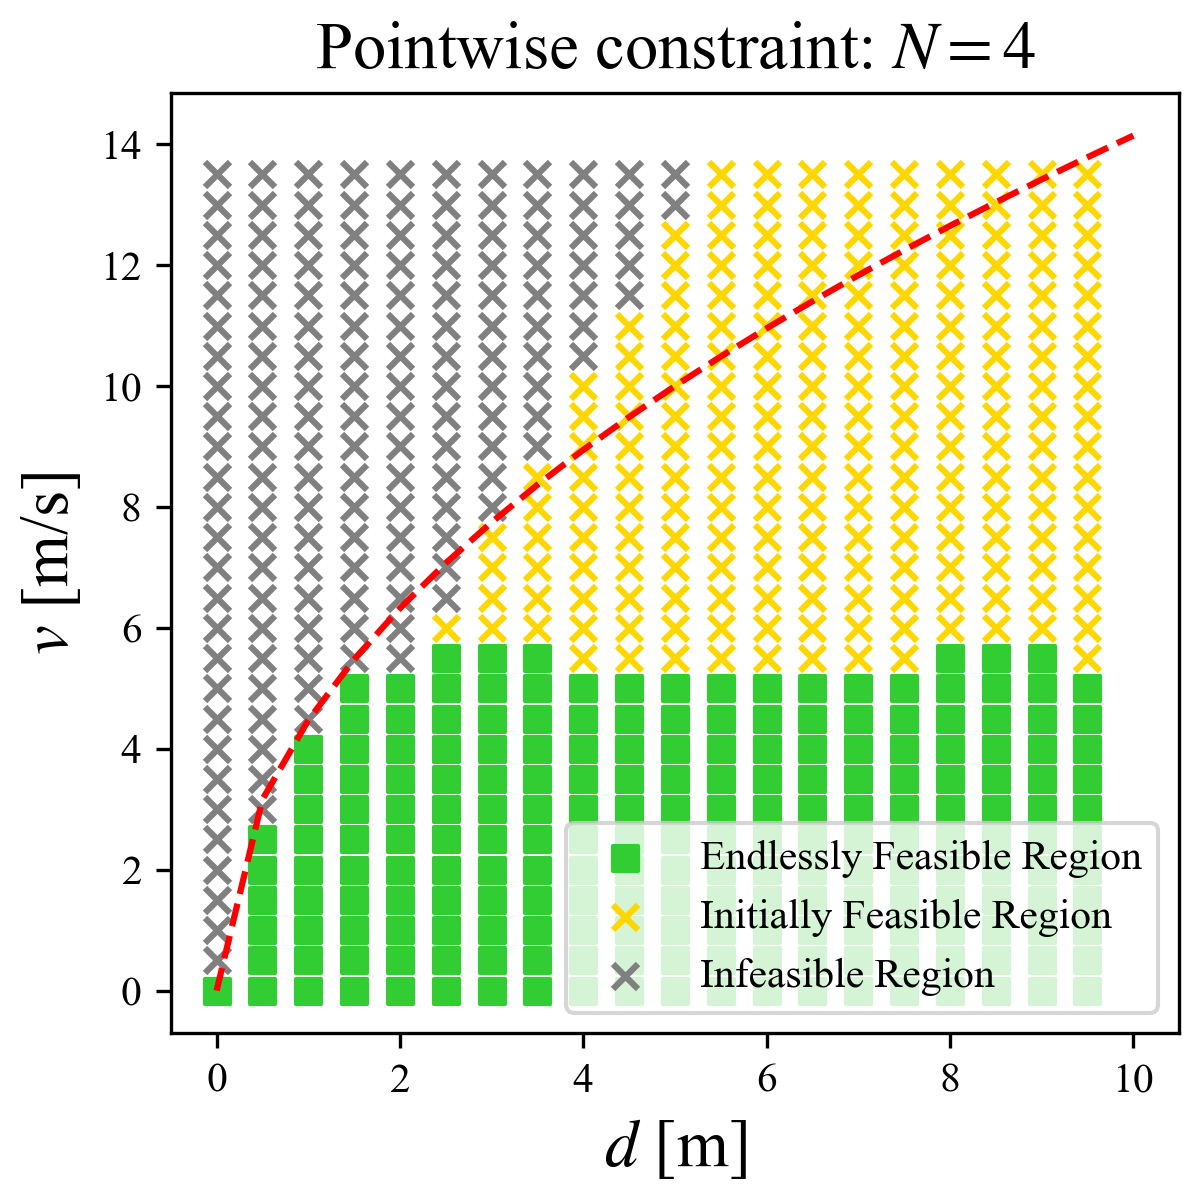 Pointwise constraint: N = 4
14
12
10
8
6
4
2
0
v [m/s]
Endlessly Feasible Region
Initially Feasible Region
Infeasible Region
0 2 4 6 8 10
d [m]